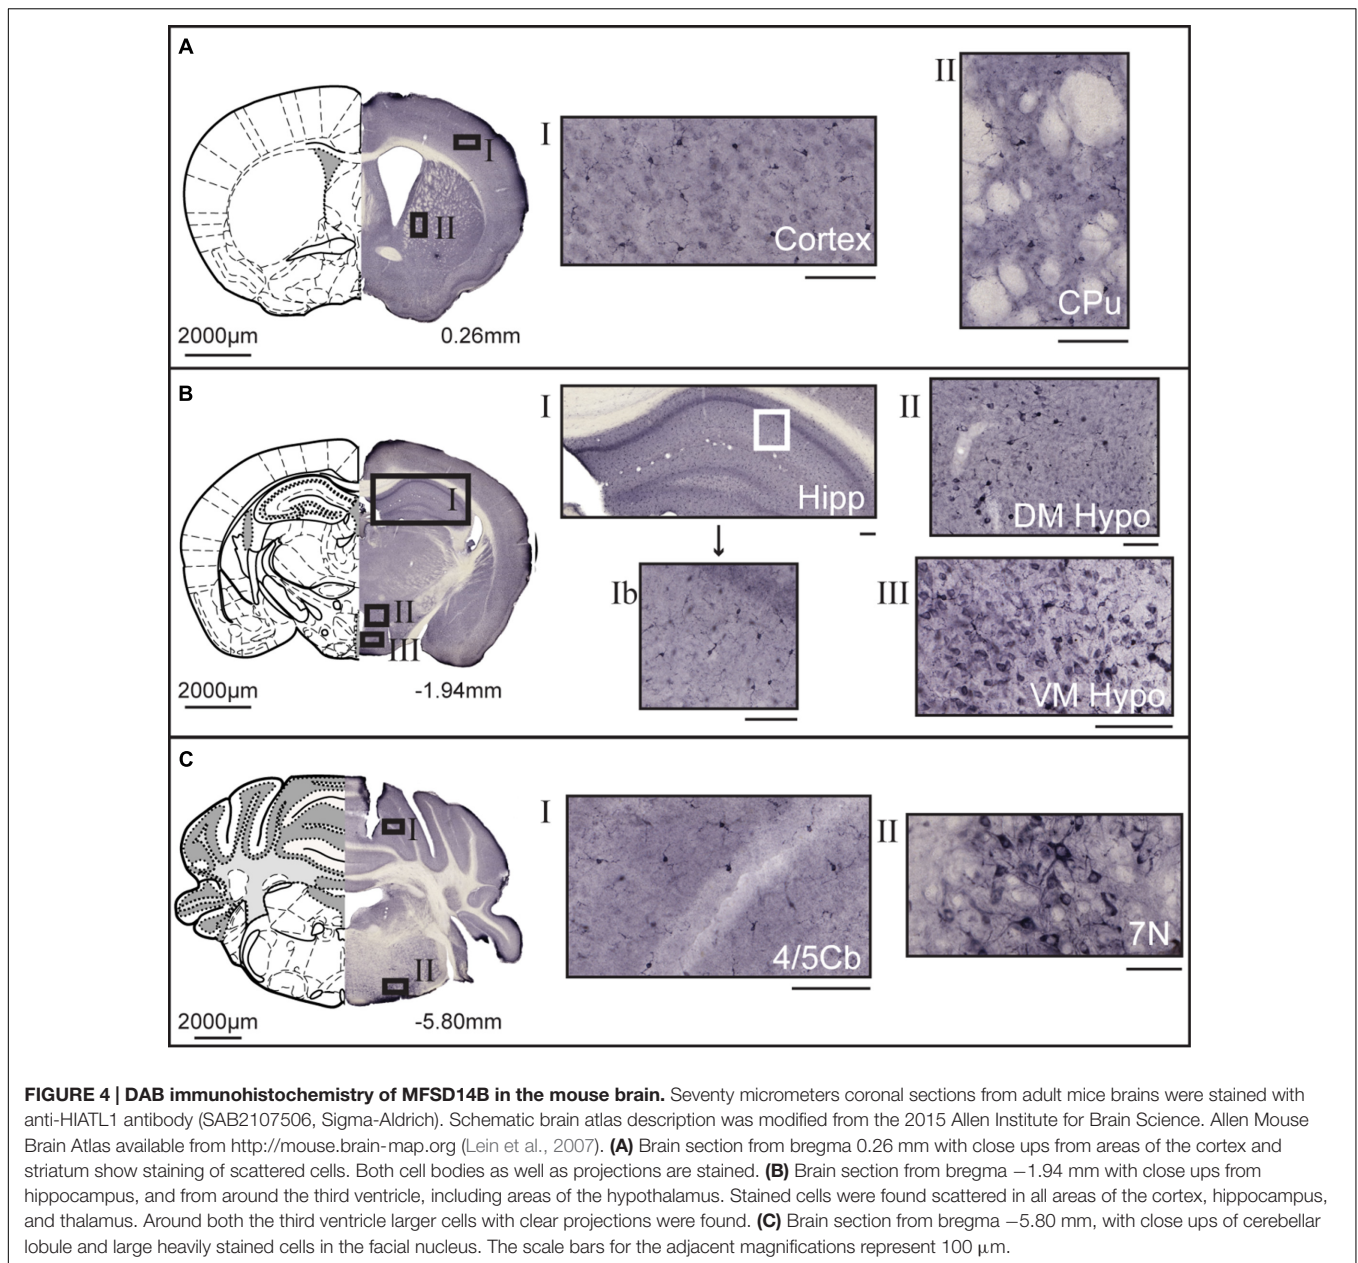 A
I
II
I
Cortex
II
CPu
2000µm
0.26mm
B
I
II
III
I
Hipp
II
DM Hypo
Ib
III
VM Hypo
2000µm
-1.94mm
C
I
II
I
4/5Cb
II
7N
2000µm
-5.80mm
FIGURE 4 | DAB immunohistochemistry of MFSD14B in the mouse brain. Seventy micrometers coronal sections from adult mice brains were stained with
anti-HIATL1 antibody (SAB2107506, Sigma-Aldrich). Schematic brain atlas description was modified from the 2015 Allen Institute for Brain Science. Allen Mouse
Brain Atlas available from http://mouse.brain-map.org (Lein et al., 2007). (A) Brain section from bregma 0.26 mm with close ups from areas of the cortex and
striatum show staining of scattered cells. Both cell bodies as well as projections are stained. (B) Brain section from bregma −1.94 mm with close ups from
hippocampus, and from around the third ventricle, including areas of the hypothalamus. Stained cells were found scattered in all areas of the cortex, hippocampus,
and thalamus. Around both the third ventricle larger cells with clear projections were found. (C) Brain section from bregma −5.80 mm, with close ups of cerebellar
lobule and large heavily stained cells in the facial nucleus. The scale bars for the adjacent magnifications represent 100 μm.